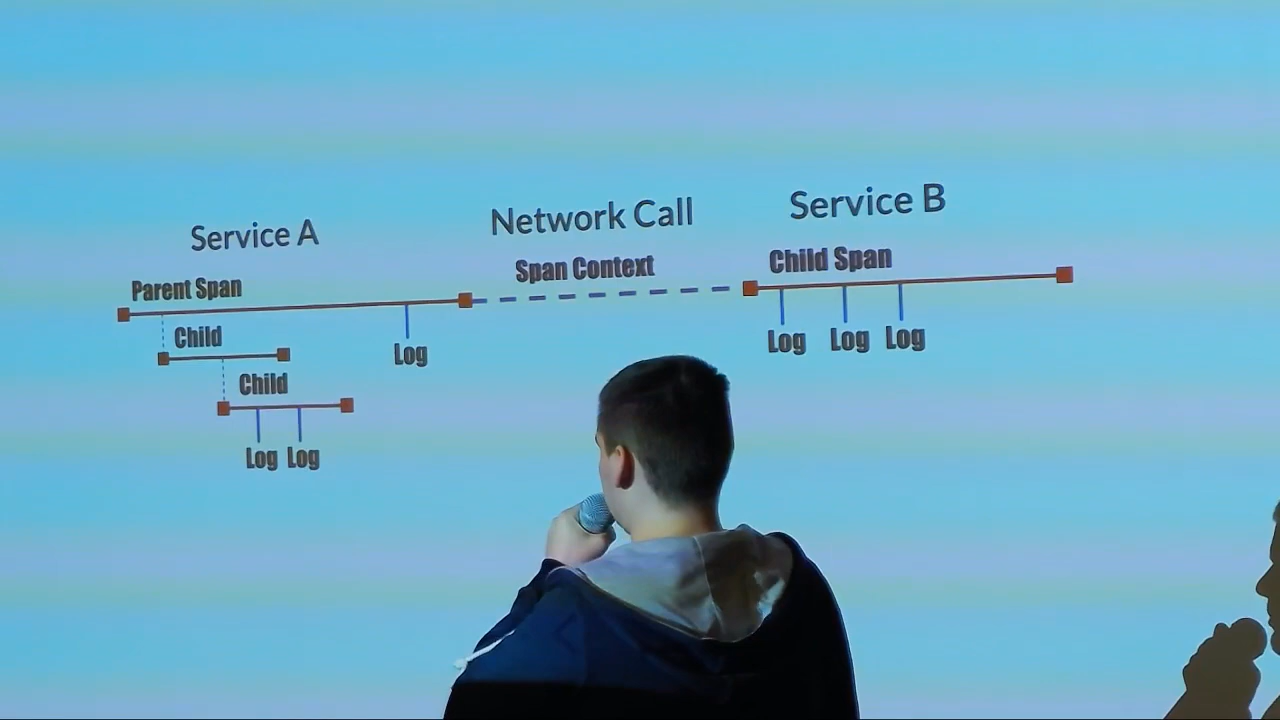 Service A
Network Call
Service B
Parent Span
Span Context
Child Span
Child
Log
Log
Log
Log
Child
Log
Log